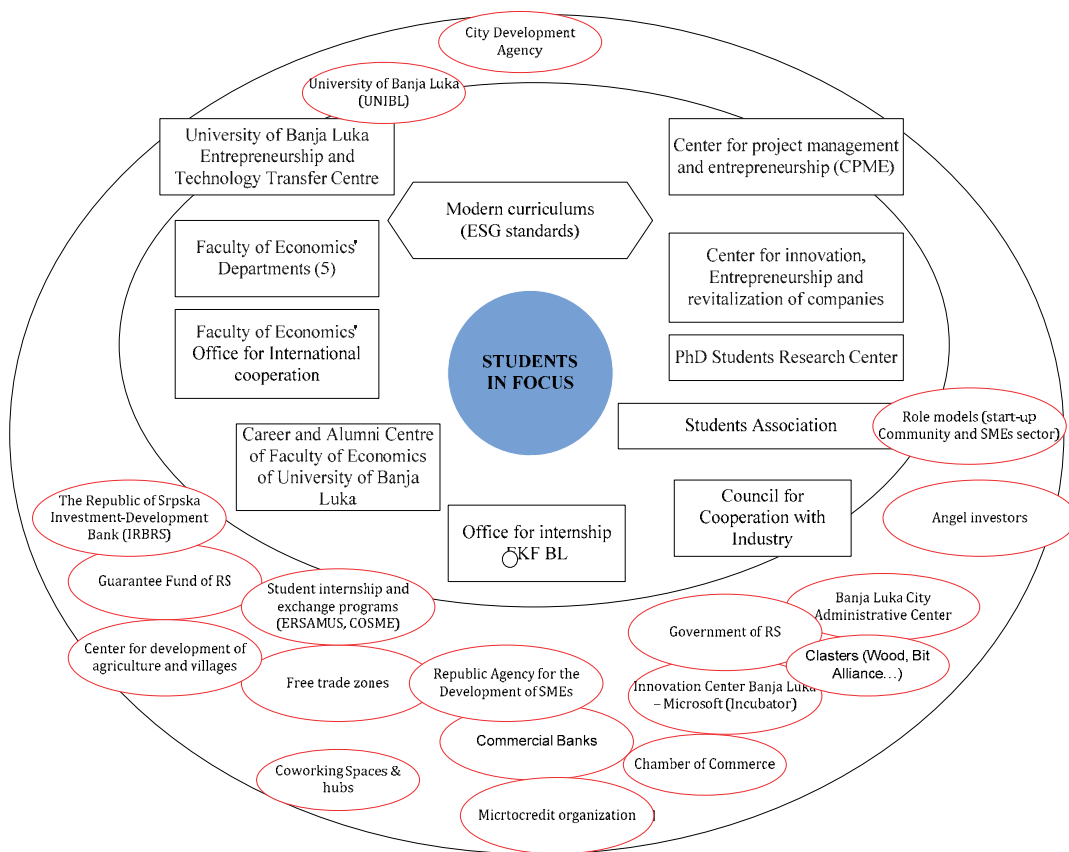 City Development
Agency
University of Banja Luka
(UNIBL)
University of Banja Luka
Entrepreneurship and
Technology Transfer Centre
Center for project management
and entrepreneurship (CPME)
Modern curriculums
(ESG standards)
Faculty of Economics'
Departments (5)
Center for innovation,
Entrepreneurship and
revitalization of companies
Faculty of Economics'
Office for International
cooperation
STUDENTS
IN FOCUS
PhD Students Research Center
Students Association
Role models (start-up
Community and SMEs sector)
Career and Alumni Centre
of Faculty of Economics
of University of Banja
Luka
The Republic of Srpska
Investment-Development
Bank (IRBRS)
Office for internship
EKF BL
Council for
Cooperation with
Industry
Angel investors
Guarantee Fund of RS
Student internship and
exchange programs
(ERSAMUS, COSME)
Banja Luka City
Administrative Center
Government of RS
Center for development of
agriculture and villages
Free trade zones
Republic Agency for the
Development of SMEs
Clasters (Wood, Bit
Alliance…)
Innovation Center Banja Luka
– Microsoft (Incubator)
Commercial Banks
Chamber of Commerce
Coworking Spaces &
hubs
Mictrocredit organization